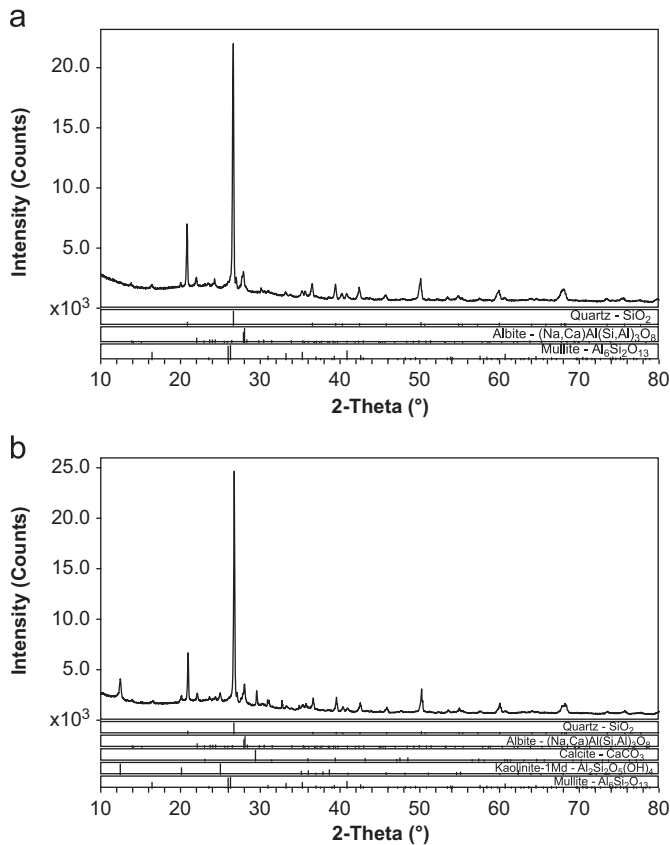 a
20.0
15.0
10.0
5.0
x10³
Intensity (Counts)
Quartz - SiO₂
Albite - (Na,Ca)Al(Si,Al)₃O₈
Mullite - Al₆Si₂O₁₃
10 20 30 40 50 60 70 80
2-Theta (°)
b
25.0
20.0
15.0
10.0
5.0
x10³
Intensity (Counts)
Quartz - SiO₂
Albite - (Na,Ca)Al(Si,Al)₃O₈
Calcite - CaCO₃
Kaolinite-1Md - Al₂Si₂O₅(OH)₄
Mullite - Al₆Si₂O₁₃
10 20 30 40 50 60 70 80
2-Theta (°)